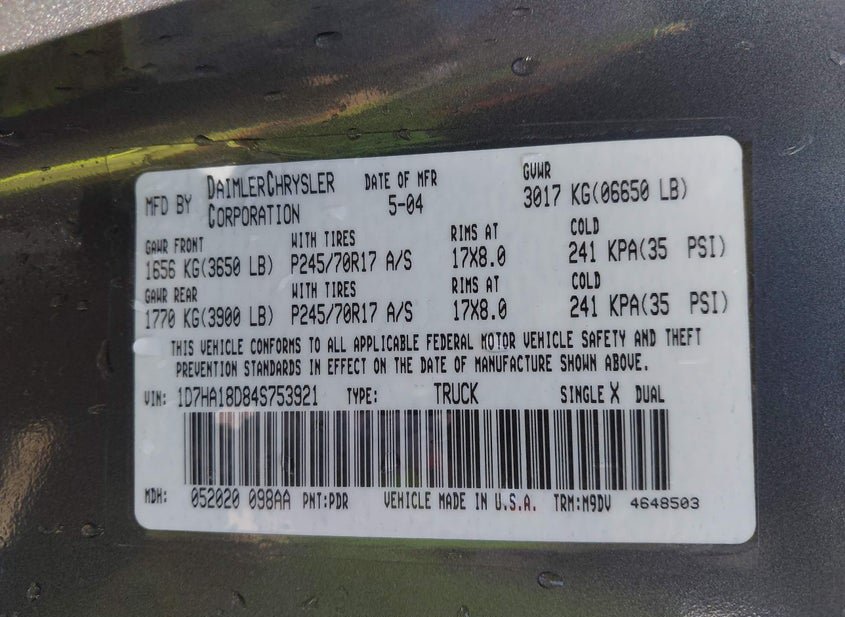 MFD BY DAIMLERCHRYSLER CORPORATION DATE OF MFR 5-04 GVWR 3017 KG(06650 LB)
GAWR FRONT WITH TIRES RIMS AT COLD
1656 KG(3650 LB) P245/70R17 A/S 17X8.0 241 KPA(35 PSI)
GAWR REAR WITH TIRES RIMS AT COLD
1770 KG(3900 LB) P245/70R17 A/S 17X8.0 241 KPA(35 PSI)
THIS VEHICLE CONFORMS TO ALL APPLICABLE FEDERAL MOTOR VEHICLE SAFETY AND THEFT
PREVENTION STANDARDS IN EFFECT ON THE DATE OF MANUFACTURE SHOWN ABOVE.
VIN: 1D7HA18D84S753921 TYPE: TRUCK SINGLE X DUAL
MDH: 052020 098AA PNT:PDR VEHICLE MADE IN U.S.A. TRM:M9DV 4648503